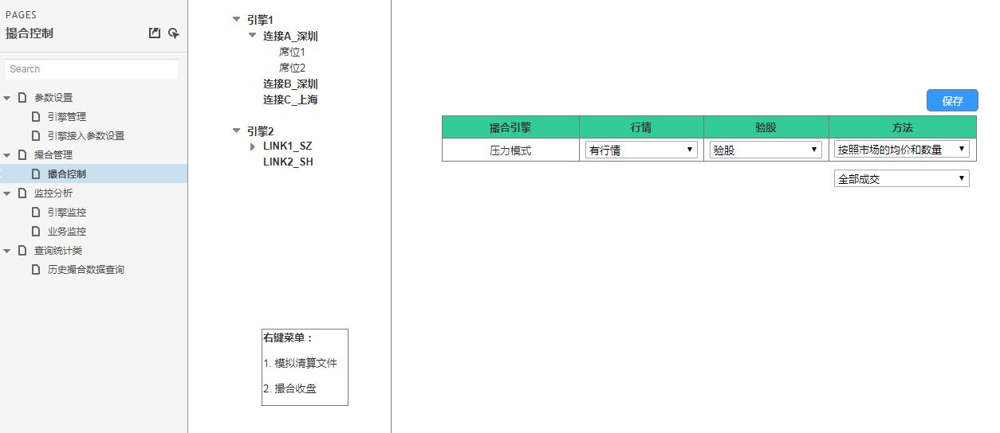 PAGES
撮合控制
Search
参数设置
引擎管理
引擎接入参数设置
撮合管理
撮合控制
监控分析
引擎监控
业务监控
查询统计类
历史撮合数据查询
引擎1
连接A_深圳
席位1
席位2
连接B_深圳
连接C_上海
引擎2
LINK1_SZ
LINK2_SH
右键菜单：
1. 模拟清算文件
2. 撮合收盘
保存
撮合引擎 行情 验股 方法
压力模式 有行情 验股 按照市场的均价和数量
全部成交